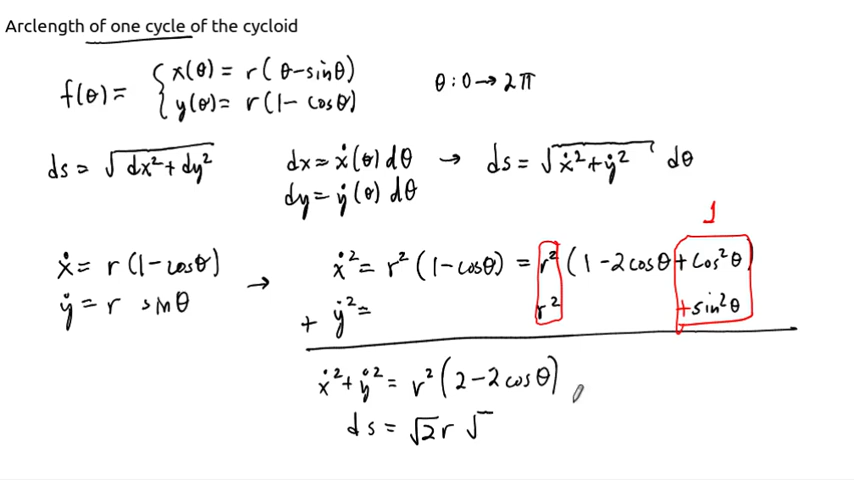 Arclength of one cycle of the cycloid
f(θ) = { x(θ) = r(θ-sinθ)
y(θ) = r(1-cosθ)
θ : 0 → 2π
ds = √dx²+dy²
dx = ẋ(θ) dθ → ds = √ẋ²+ẏ² dθ
dy = ẏ(θ) dθ
1
ẋ = r(1-cosθ) → ẋ² = r²(1-cosθ) = r²(1-2cosθ+cos²θ)
ẏ = r sinθ
+ ẏ² = r² +sin²θ
ẋ²+ẏ² = r²(2-2cosθ)
ds = √2 r √